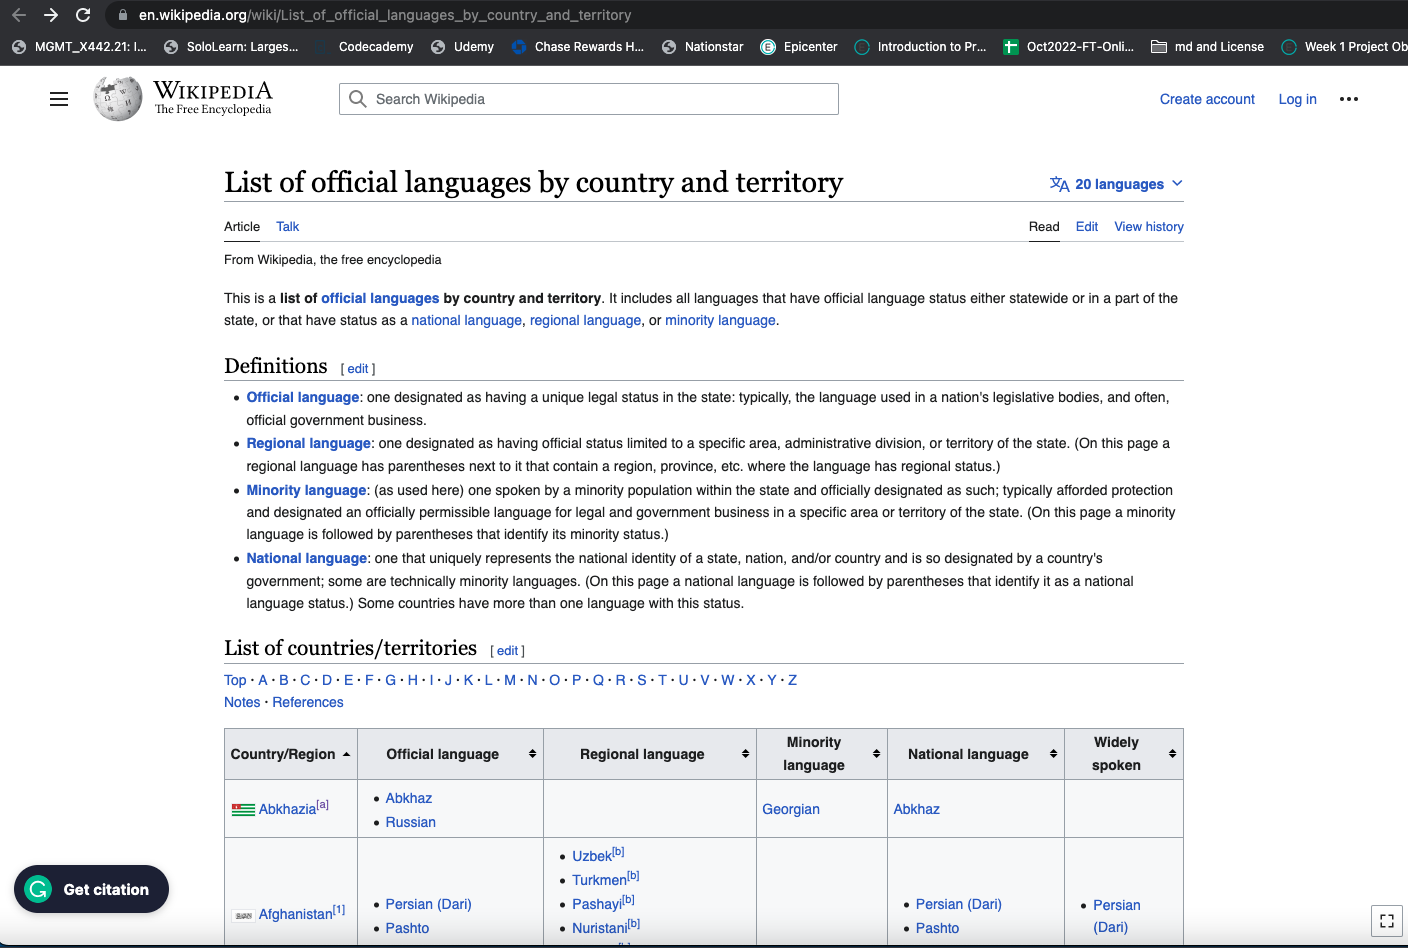 en.wikipedia.org/wiki/List_of_official_languages_by_country_and_territory
MGMT_X442.21: I... SoloLearn: Larges... Codecademy Udemy Chase Rewards H... Nationstar Epicenter Introduction to Pr... Oct2022-FT-Onli... md and License Week 1 Project Ob
WIKIPEDIA
The Free Encyclopedia
Search Wikipedia
Create account Log in
List of official languages by country and territory
20 languages
Article Talk Read Edit View history
From Wikipedia, the free encyclopedia
This is a list of official languages by country and territory. It includes all languages that have official language status either statewide or in a part of the
state, or that have status as a national language, regional language, or minority language.
Definitions [ edit ]
• Official language: one designated as having a unique legal status in the state: typically, the language used in a nation's legislative bodies, and often,
official government business.
• Regional language: one designated as having official status limited to a specific area, administrative division, or territory of the state. (On this page a
regional language has parentheses next to it that contain a region, province, etc. where the language has regional status.)
• Minority language: (as used here) one spoken by a minority population within the state and officially designated as such; typically afforded protection
and designated an officially permissible language for legal and government business in a specific area or territory of the state. (On this page a minority
language is followed by parentheses that identify its minority status.)
• National language: one that uniquely represents the national identity of a state, nation, and/or country and is so designated by a country's
government; some are technically minority languages. (On this page a national language is followed by parentheses that identify it as a national
language status.) Some countries have more than one language with this status.
List of countries/territories [ edit ]
Top · A · B · C · D · E · F · G · H · I · J · K · L · M · N · O · P · Q · R · S · T · U · V · W · X · Y · Z
Notes · References
Country/Region Official language Regional language Minority language National language Widely spoken
Abkhazia[a]
• Abkhaz
• Russian
Georgian
Abkhaz
Afghanistan[1]
• Persian (Dari)
• Pashto
• Uzbek[b]
• Turkmen[b]
• Pashayi[b]
• Nuristani[b]
• Persian (Dari)
• Pashto
• Persian
(Dari)
Get citation